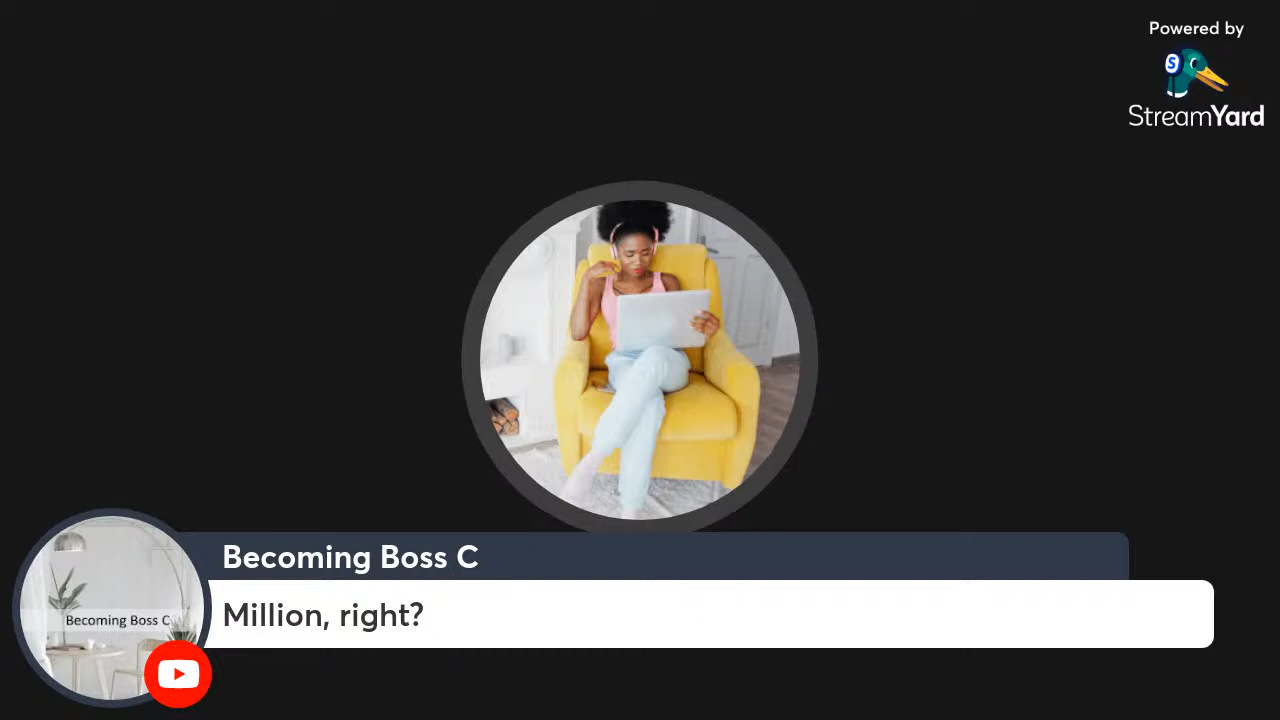 Powered by
S
StreamYard
Becoming Boss C
Million, right?
Becoming Boss C